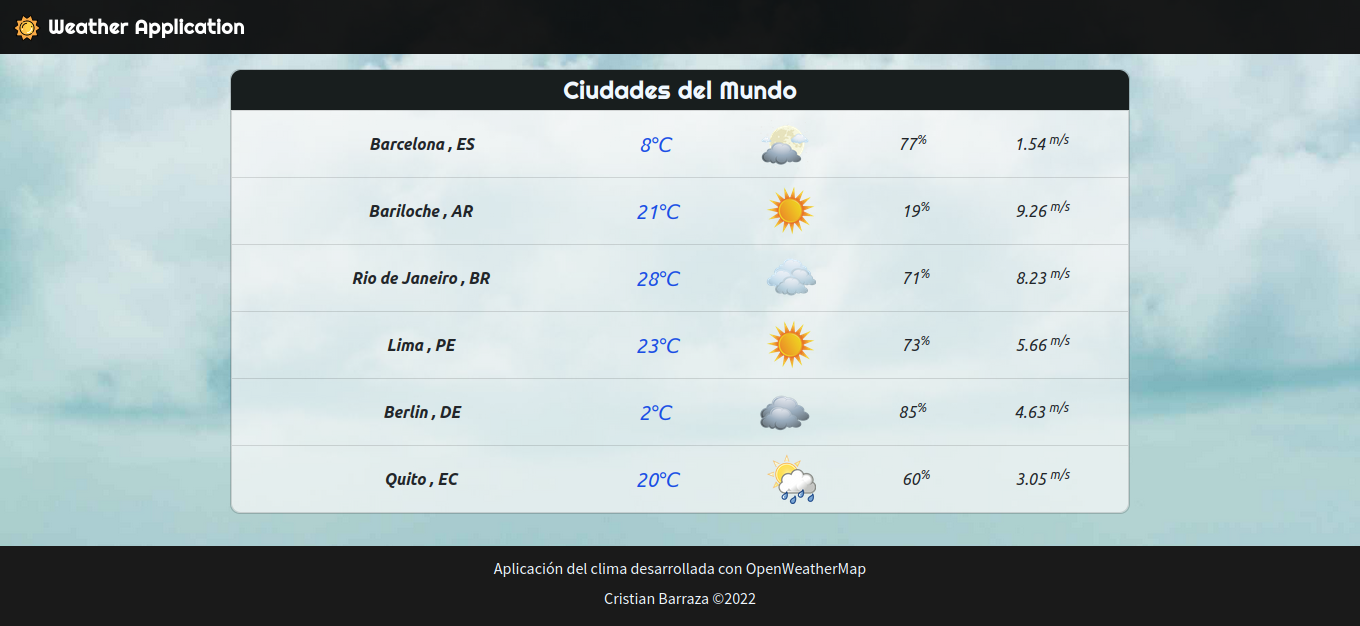 Weather Application
Ciudades del Mundo
Barcelona , ES 8°C 77% 1.54 m/s
Bariloche , AR 21°C 19% 9.26 m/s
Rio de Janeiro , BR 28°C 71% 8.23 m/s
Lima , PE 23°C 73% 5.66 m/s
Berlin , DE 2°C 85% 4.63 m/s
Quito , EC 20°C 60% 3.05 m/s
Aplicación del clima desarrollada con OpenWeatherMap
Cristian Barraza ©2022